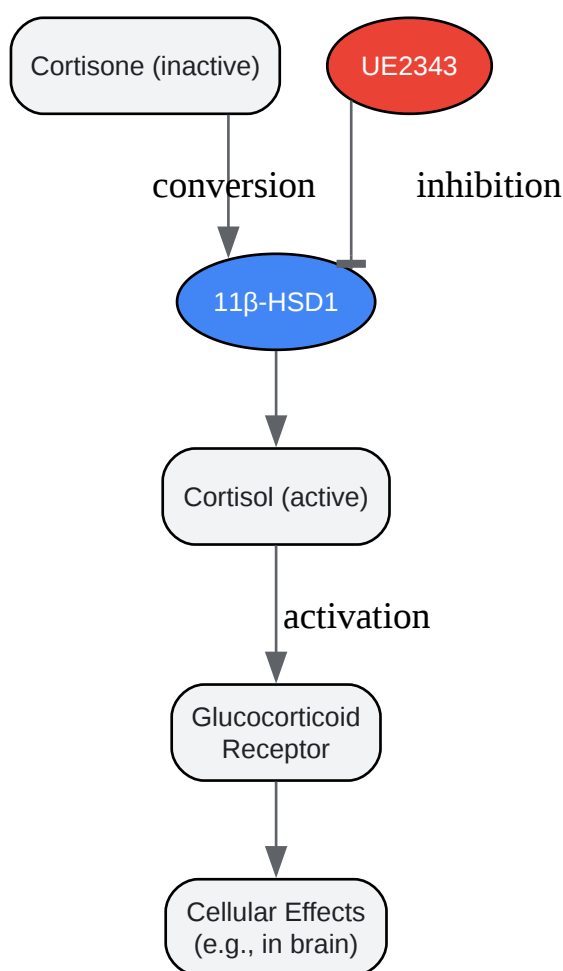 Cortisone (inactive)
UE2343
conversion
inhibition
11β-HSD1
Cortisol (active)
activation
Glucocorticoid
Receptor
Cellular Effects
(e.g., in brain)